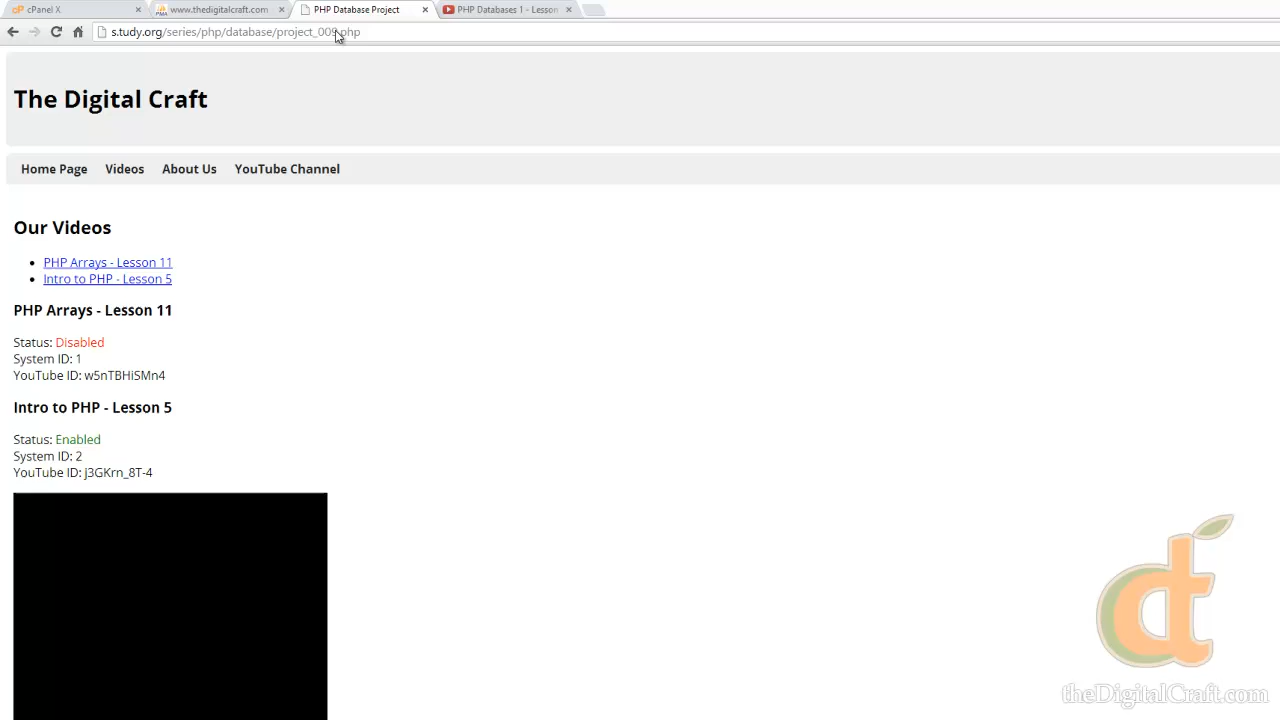 cPanel X
www.thedigitalcraft.com
PHP Database Project
PHP Databases 1 - Lesson
s.tudy.org/series/php/database/project_009.php
The Digital Craft
Home Page Videos About Us YouTube Channel
Our Videos
PHP Arrays - Lesson 11
Intro to PHP - Lesson 5
PHP Arrays - Lesson 11
Status: Disabled
System ID: 1
YouTube ID: w5nTBHiSMn4
Intro to PHP - Lesson 5
Status: Enabled
System ID: 2
YouTube ID: j3GKrn_8T-4
theDigitalCraft.com